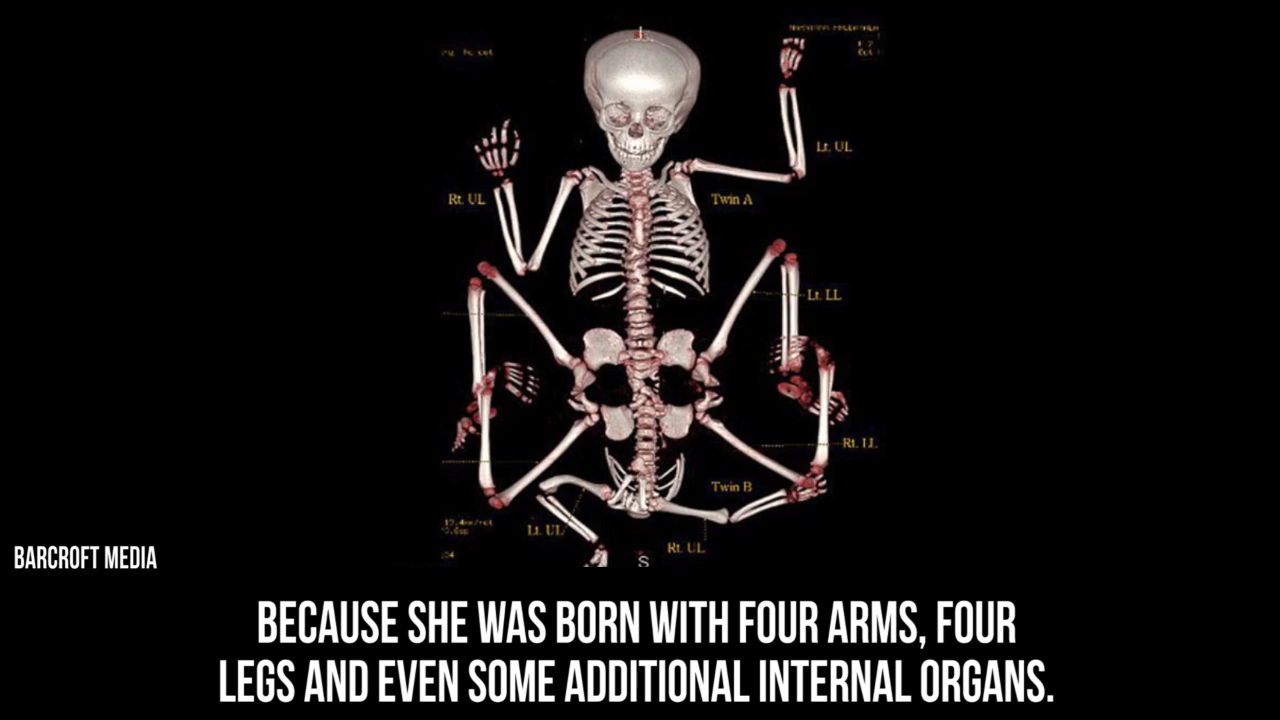 Lt. UL
Rt. UL
Twin A
Lt. LL
Rt. LL
Twin B
Lt. UL
Rt. UL
S
BARCROFT MEDIA
BECAUSE SHE WAS BORN WITH FOUR ARMS, FOUR
LEGS AND EVEN SOME ADDITIONAL INTERNAL ORGANS.